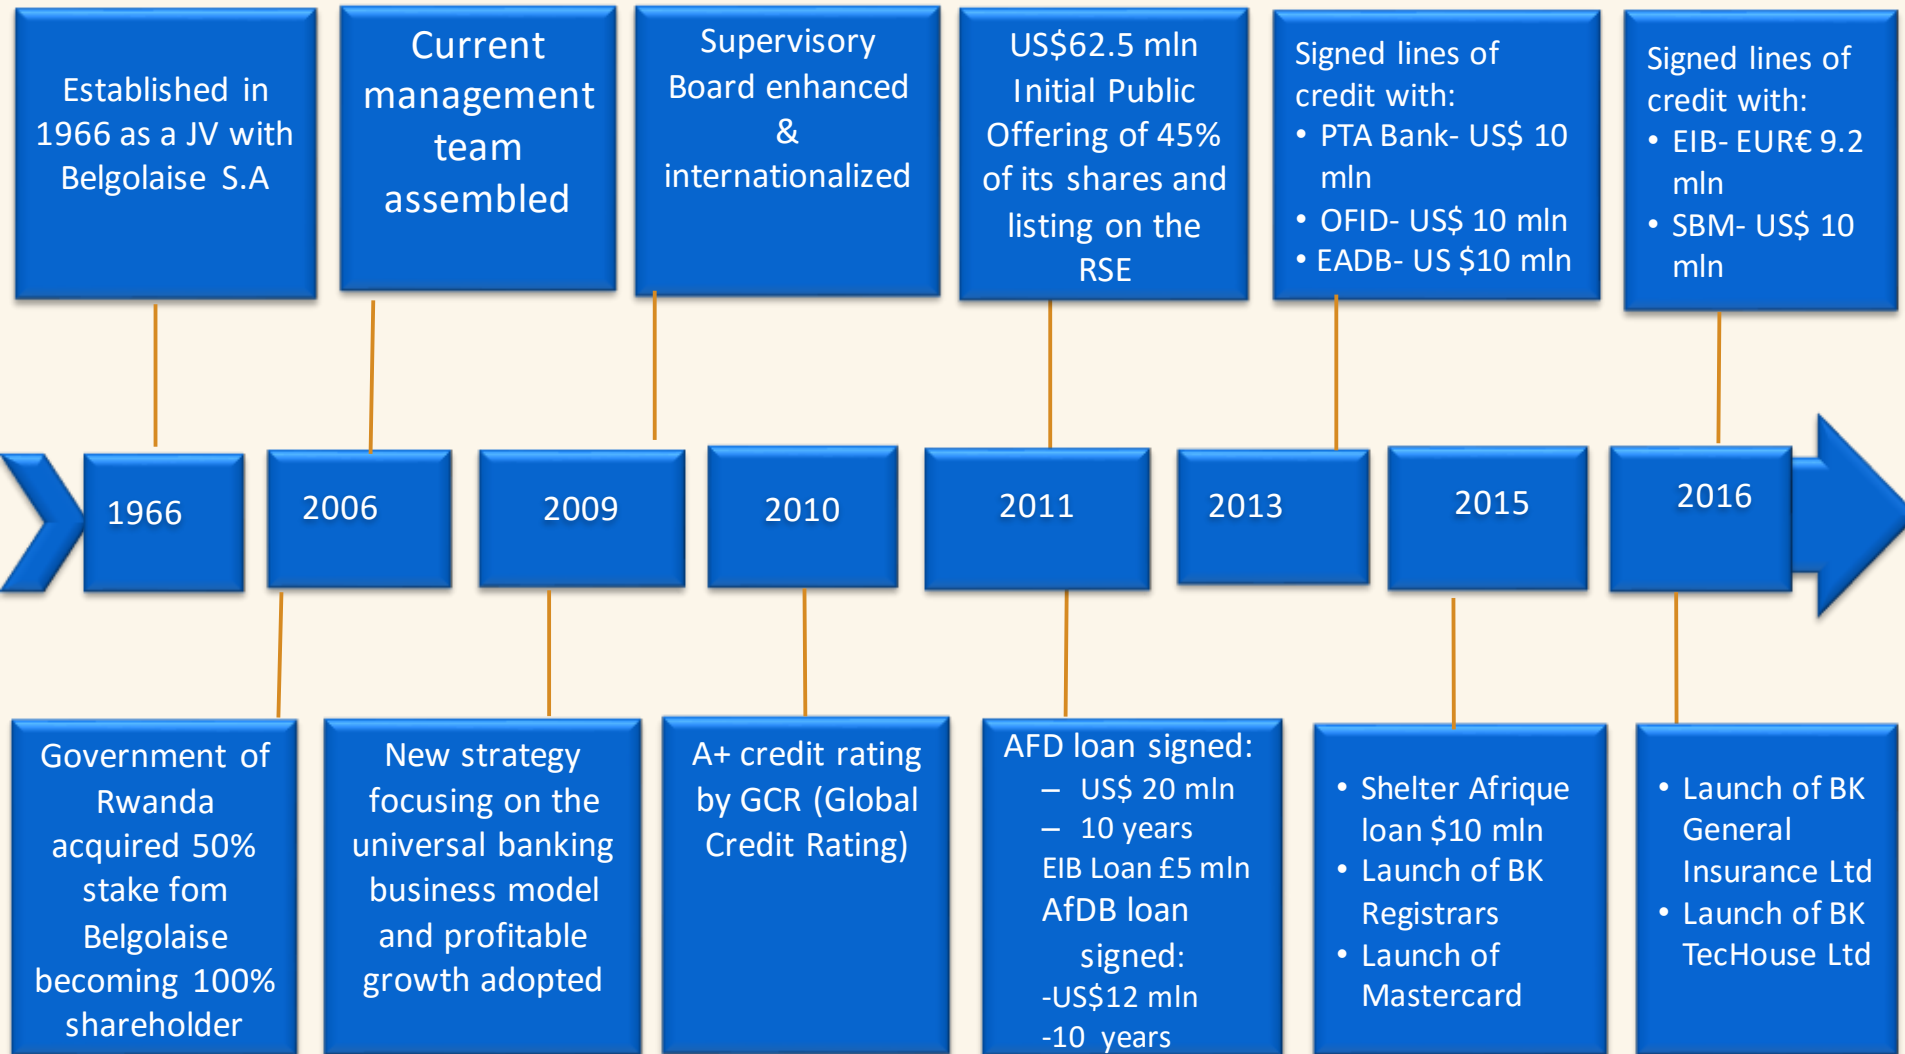 Established in
1966 as a JV with
Belgolaise S.A
Current
management
team
assembled
Supervisory
Board enhanced
&
internationalized
US$62.5 mln
Initial Public
Offering of 45%
of its shares and
listing on the
RSE
Signed lines of
credit with:
• PTA Bank- US$ 10
mln
• OFID- US$ 10 mln
• EADB- US $10 mln
Signed lines of
credit with:
• EIB- EUR€ 9.2
mln
• SBM- US$ 10
mln
1966
2006
2009
2010
2011
2013
2015
2016
Government of
Rwanda
acquired 50%
stake fom
Belgolaise
becoming 100%
shareholder
New strategy
focusing on the
universal banking
business model
and profitable
growth adopted
A+ credit rating
by GCR (Global
Credit Rating)
AFD loan signed:
– US$ 20 mln
– 10 years
EIB Loan £5 mln
AfDB loan
signed:
-US$12 mln
-10 years
• Shelter Afrique
loan $10 mln
• Launch of BK
Registrars
• Launch of
Mastercard
• Launch of BK
General
Insurance Ltd
• Launch of BK
TecHouse Ltd